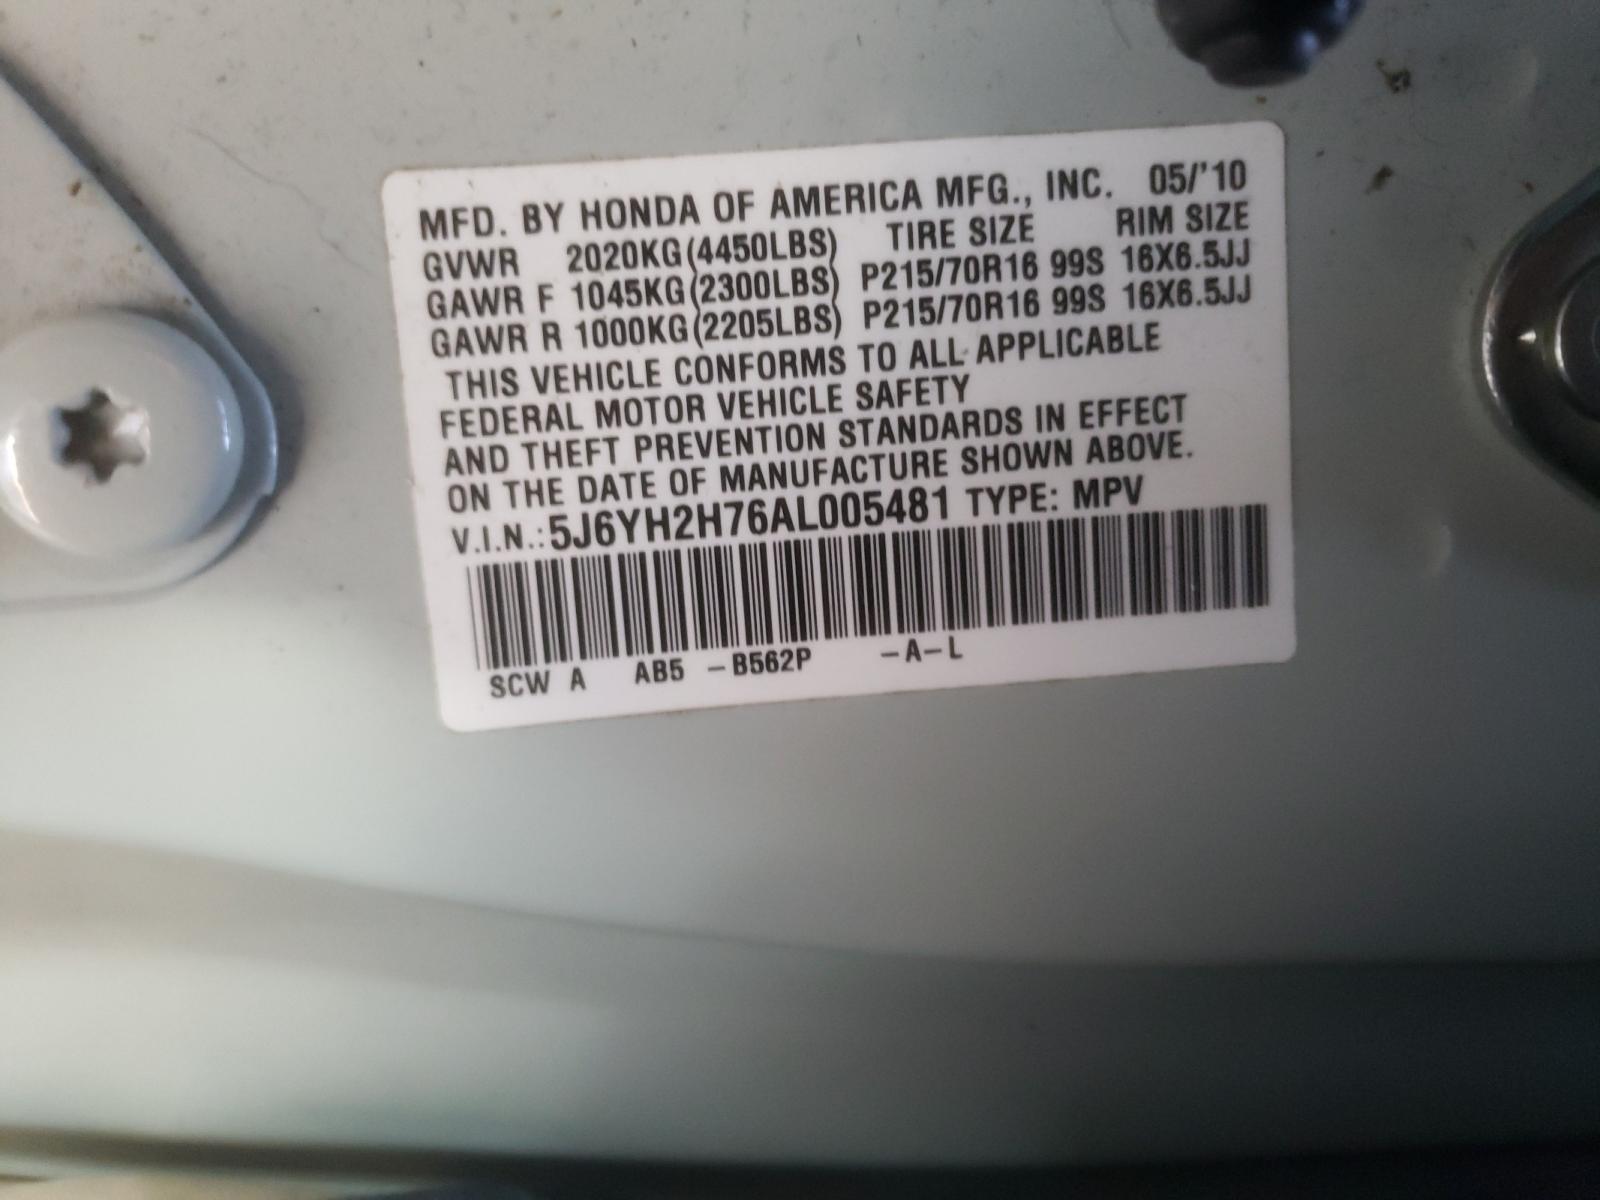 MFD. BY HONDA OF AMERICA MFG., INC. 05/'10
GVWR 2020KG(4450LBS) TIRE SIZE RIM SIZE
GAWR F 1045KG(2300LBS) P215/70R16 99S 16X6.5JJ
GAWR R 1000KG(2205LBS) P215/70R16 99S 16X6.5JJ
THIS VEHICLE CONFORMS TO ALL APPLICABLE
FEDERAL MOTOR VEHICLE SAFETY
AND THEFT PREVENTION STANDARDS IN EFFECT
ON THE DATE OF MANUFACTURE SHOWN ABOVE.
V.I.N.:5J6YH2H76AL005481 TYPE: MPV
SCW A AB5 -B562P -A-L